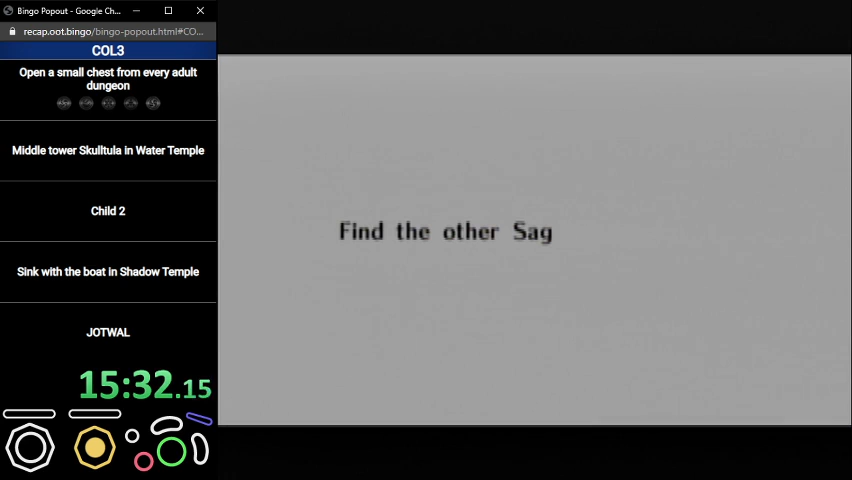 Bingo Popout - Google Ch...
recap.oot.bingo/bingo-popout.html#CO...
COL3
Open a small chest from every adult
dungeon
Middle tower Skulltula in Water Temple
Child 2
Sink with the boat in Shadow Temple
JOTWAL
15:32.15
Find the other Sag